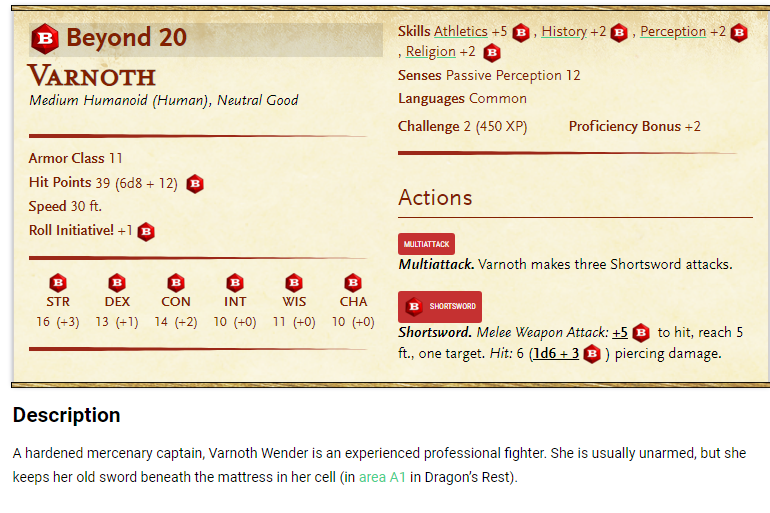 B Beyond 20
VARNOTH
Medium Humanoid (Human), Neutral Good
Armor Class 11
Hit Points 39 (6d8 + 12) B
Speed 30 ft.
Roll Initiative! +1 B
B B B B B B
STR DEX CON INT WIS CHA
16 (+3) 13 (+1) 14 (+2) 10 (+0) 11 (+0) 10 (+0)
Skills Athletics +5 B , History +2 B , Perception +2 B
, Religion +2 B
Senses Passive Perception 12
Languages Common
Challenge 2 (450 XP) Proficiency Bonus +2
Actions
MULTIATTACK
Multiattack. Varnoth makes three Shortsword attacks.
B SHORTSWORD
Shortsword. Melee Weapon Attack: +5 B to hit, reach 5
ft., one target. Hit: 6 (1d6 + 3 B ) piercing damage.
Description
A hardened mercenary captain, Varnoth Wender is an experienced professional fighter. She is usually unarmed, but she
keeps her old sword beneath the mattress in her cell (in area A1 in Dragon's Rest).